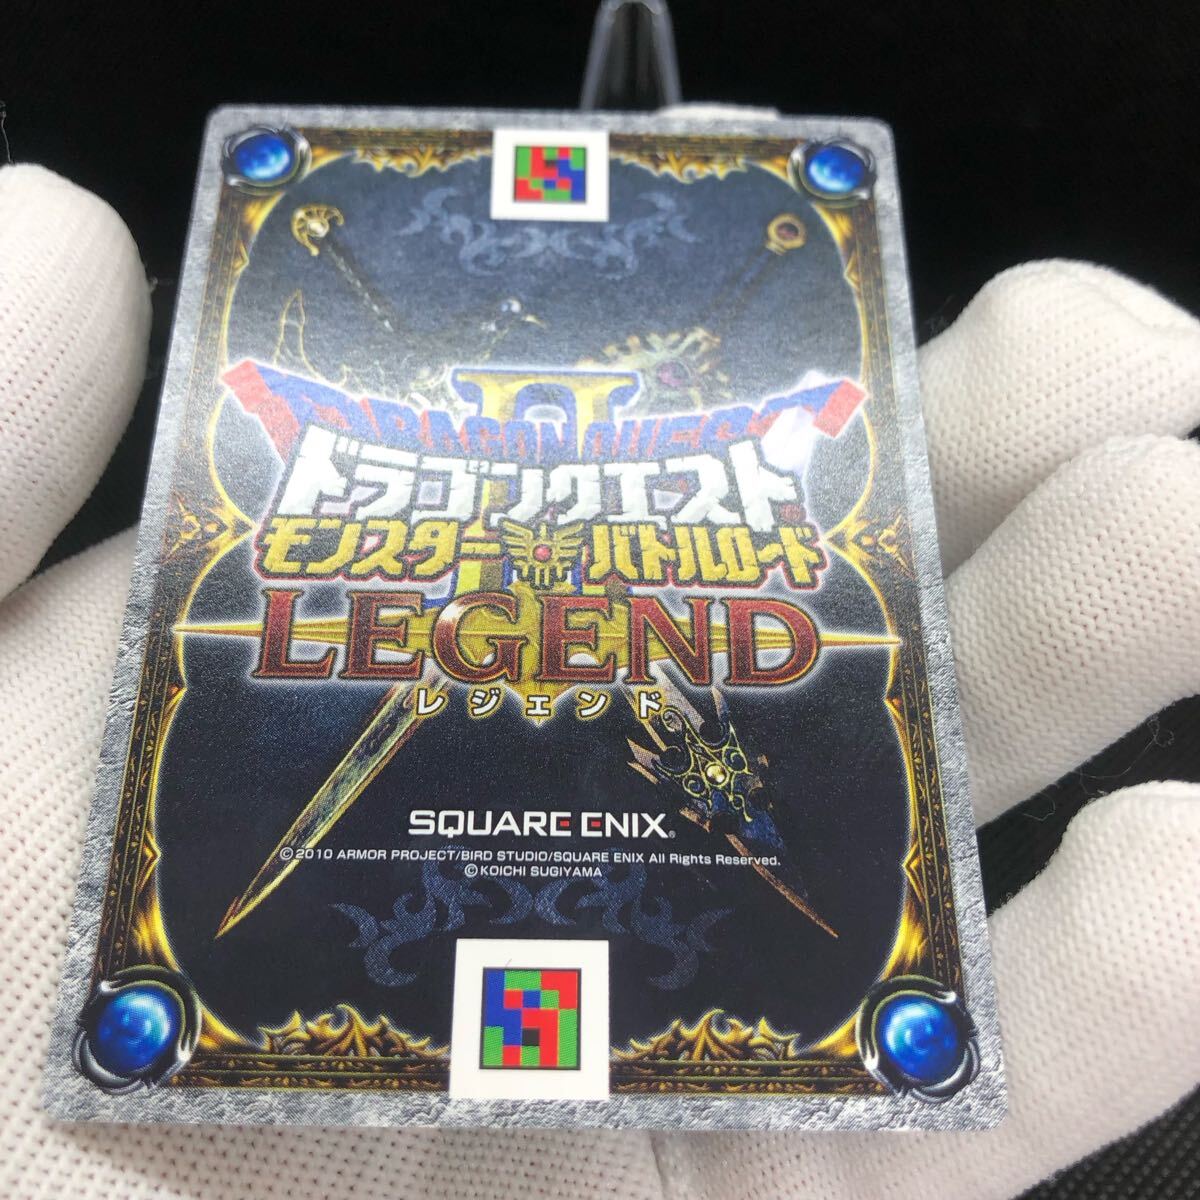 II
DRAGON QUEST
ドラゴンクエスト
モンスターバトルロード
II
LEGEND
レジェンド
SQUARE ENIX®
©2010 ARMOR PROJECT/BIRD STUDIO/SQUARE ENIX All Rights Reserved.
©KOICHI SUGIYAMA